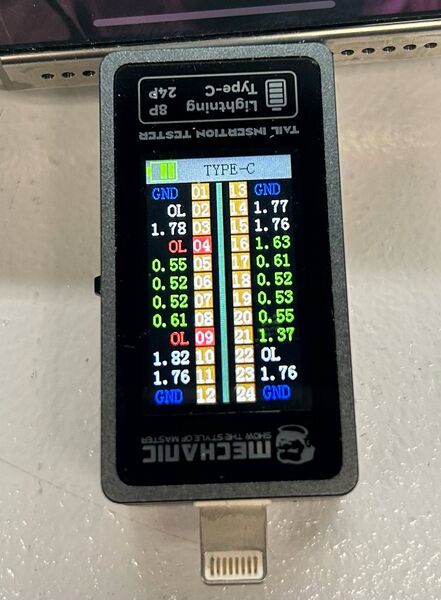 Lightning 8P
Type-C 24P
TAIL INSERTION TESTER
TYPE-C
GND 01 13 GND
OL 02 14 1.77
1.78 03 15 1.76
OL 04 16 1.63
0.55 05 17 0.61
0.52 06 18 0.52
0.52 07 19 0.53
0.61 08 20 0.55
OL 09 21 1.37
1.82 10 22 OL
1.76 11 23 1.76
GND 12 24 GND
MECHANIC
SHOW THE STYLE OF MASTER